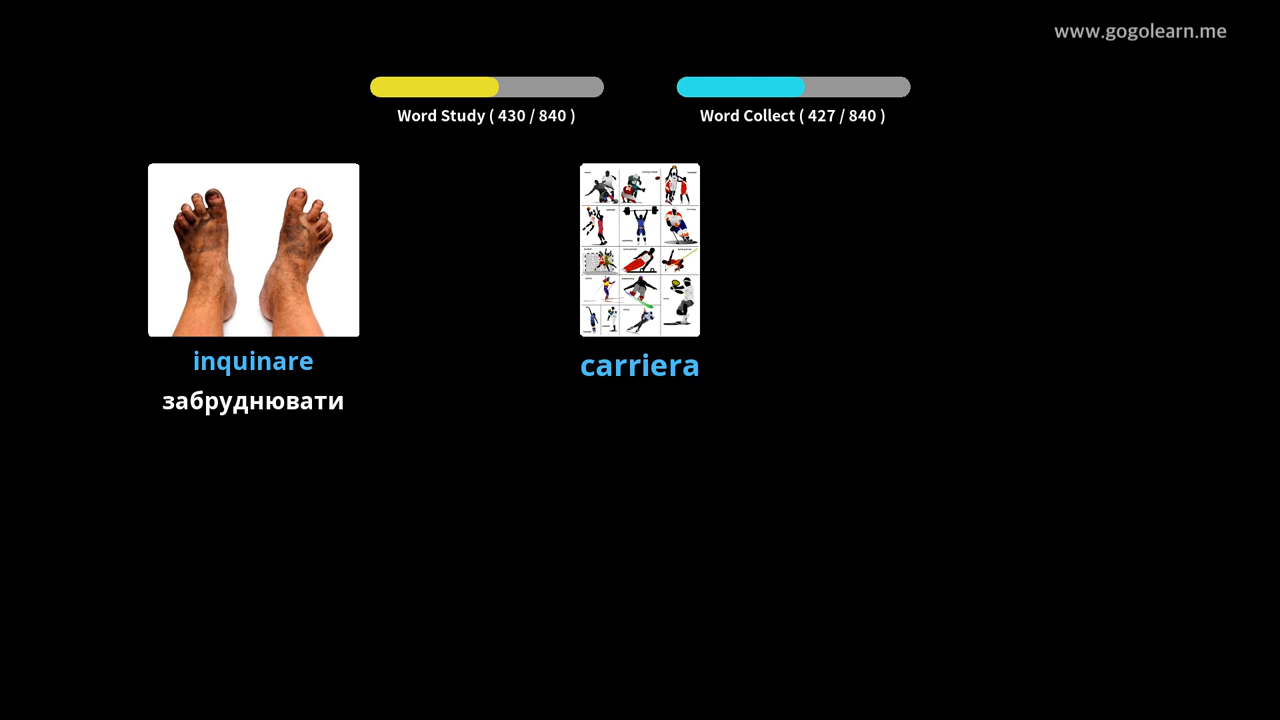 www.gogolearn.me
Word Study ( 430 / 840 )
Word Collect ( 427 / 840 )
inquinare
забруднювати
carriera